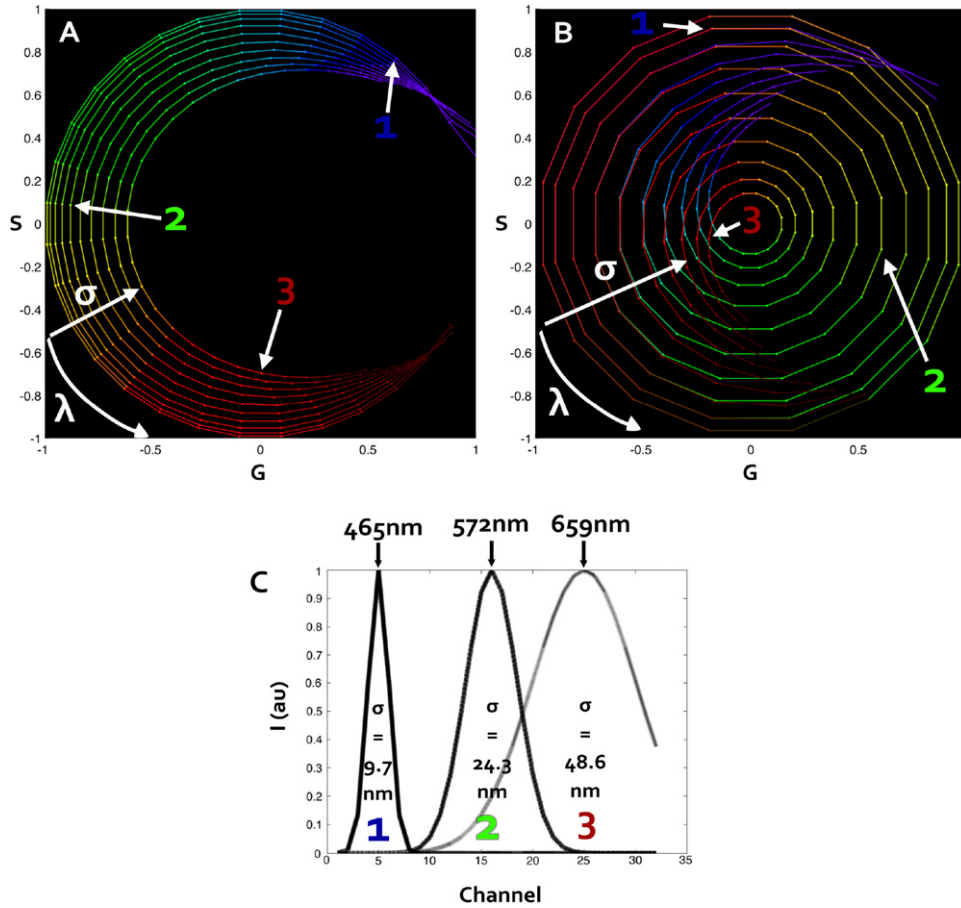 A
1
0.8
0.6
0.4
0.2
0
-0.2
-0.4
-0.6
-0.8
-1
S
-1
-0.5
0
0.5
1
G
1
2
3
σ
λ
B
1
0.8
0.6
0.4
0.2
0
-0.2
-0.4
-0.6
-0.8
-1
S
-1
-0.5
0
0.5
1
G
1
2
3
σ
λ
465nm 572nm 659nm
C
1
0.9
0.8
0.7
0.6
0.5
0.4
0.3
0.2
0.1
0
I (au)
σ
=
9.7
nm
1
σ
=
24.3
nm
2
σ
=
48.6
nm
3
0 5 10 15 20 25 30 35
Channel